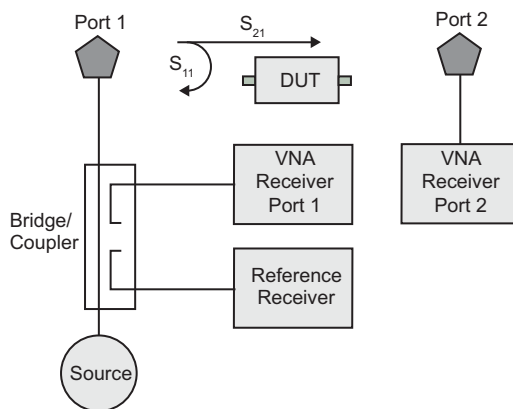 Port 1
S21
Port 2
S11
DUT
VNA
Receiver
Port 1
VNA
Receiver
Port 2
Bridge/
Coupler
Reference
Receiver
Source